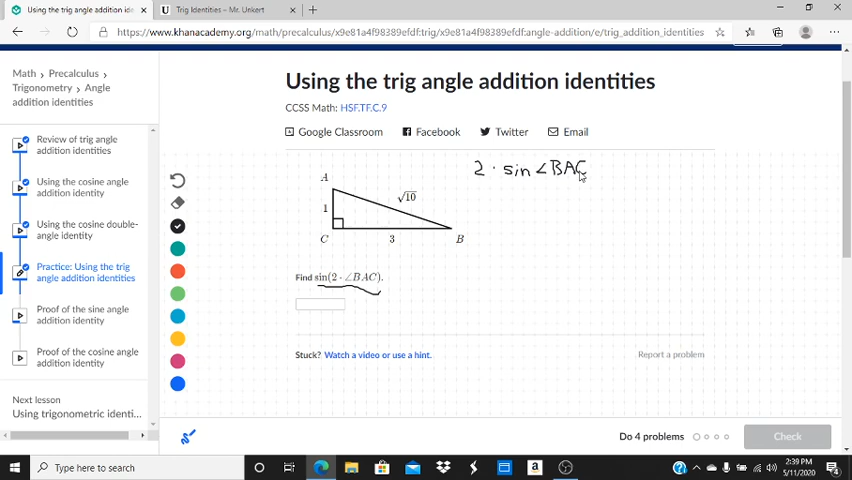 Using the trig angle addition ide
Trig Identities – Mr. Unkert
https://www.khanacademy.org/math/precalculus/x9e81a4f98389efdf:trig/x9e81a4f98389efdf:angle-addition/e/trig_addition_identities
Math > Precalculus >
Trigonometry > Angle
addition identities
Review of trig angle
addition identities
Using the cosine angle
addition identity
Using the cosine double-
angle identity
Practice: Using the trig
angle addition identities
Proof of the sine angle
addition identity
Proof of the cosine angle
addition identity
Next lesson
Using trigonometric identi...
Using the trig angle addition identities
CCSS Math: HSF.TF.C.9
Google Classroom Facebook Twitter Email
2 · sin ∠BAC
A
1
√10
C
3
B
Find sin(2 · ∠BAC).
Stuck? Watch a video or use a hint.
Report a problem
Do 4 problems
Check
Type here to search
2:39 PM
5/11/2020
4